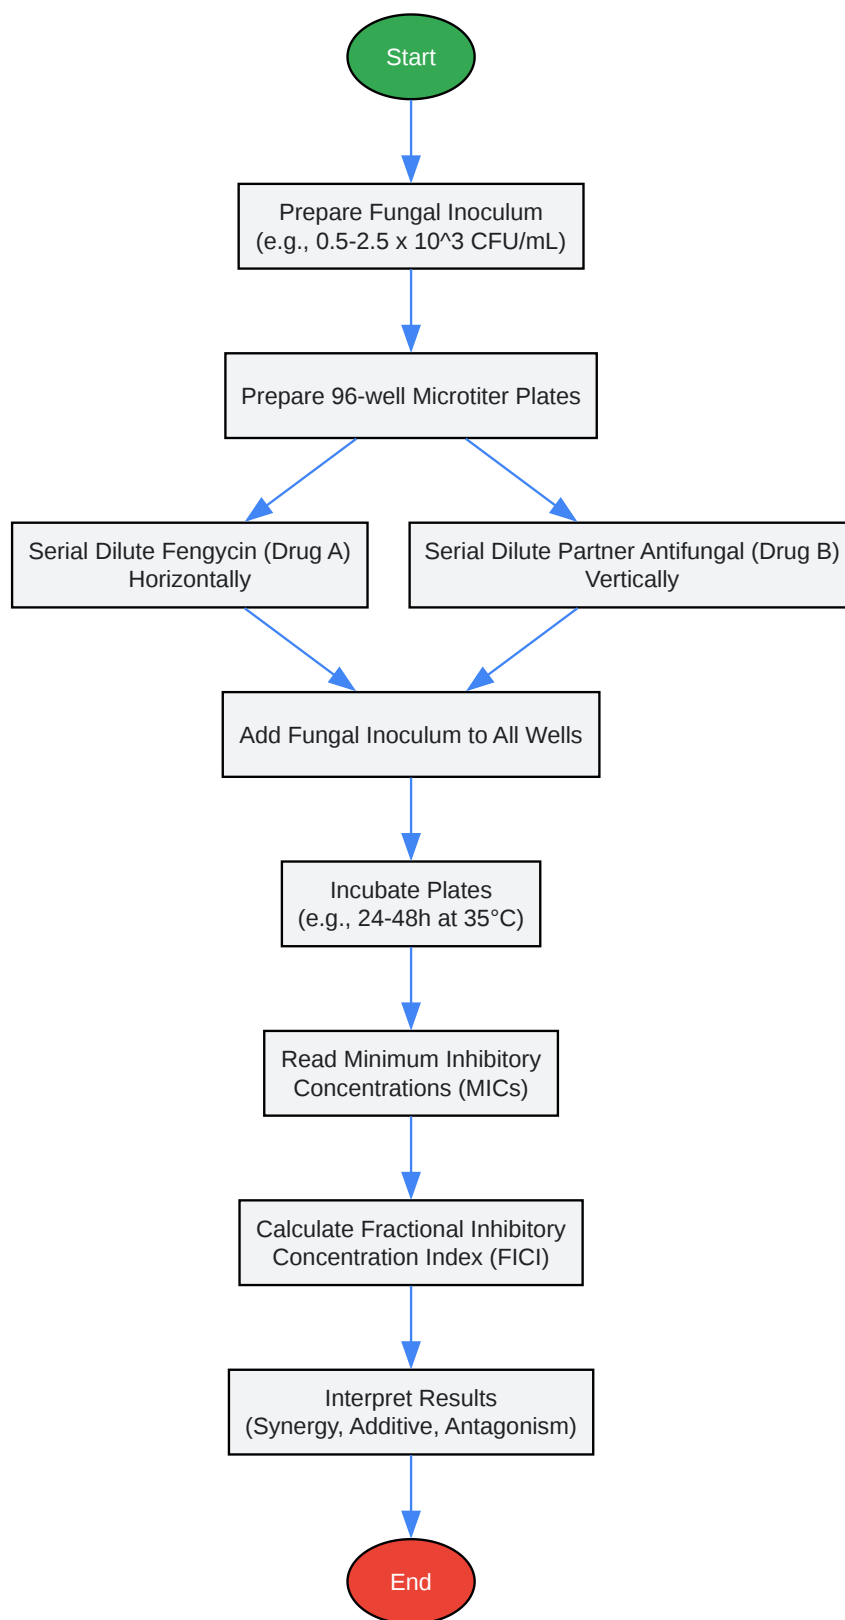 Start
Prepare Fungal Inoculum
(e.g., 0.5-2.5 x 10^3 CFU/mL)
Prepare 96-well Microtiter Plates
Serial Dilute Fengycin (Drug A)
Horizontally
Serial Dilute Partner Antifungal (Drug B)
Vertically
Add Fungal Inoculum to All Wells
Incubate Plates
(e.g., 24-48h at 35°C)
Read Minimum Inhibitory
Concentrations (MICs)
Calculate Fractional Inhibitory
Concentration Index (FICI)
Interpret Results
(Synergy, Additive, Antagonism)
End